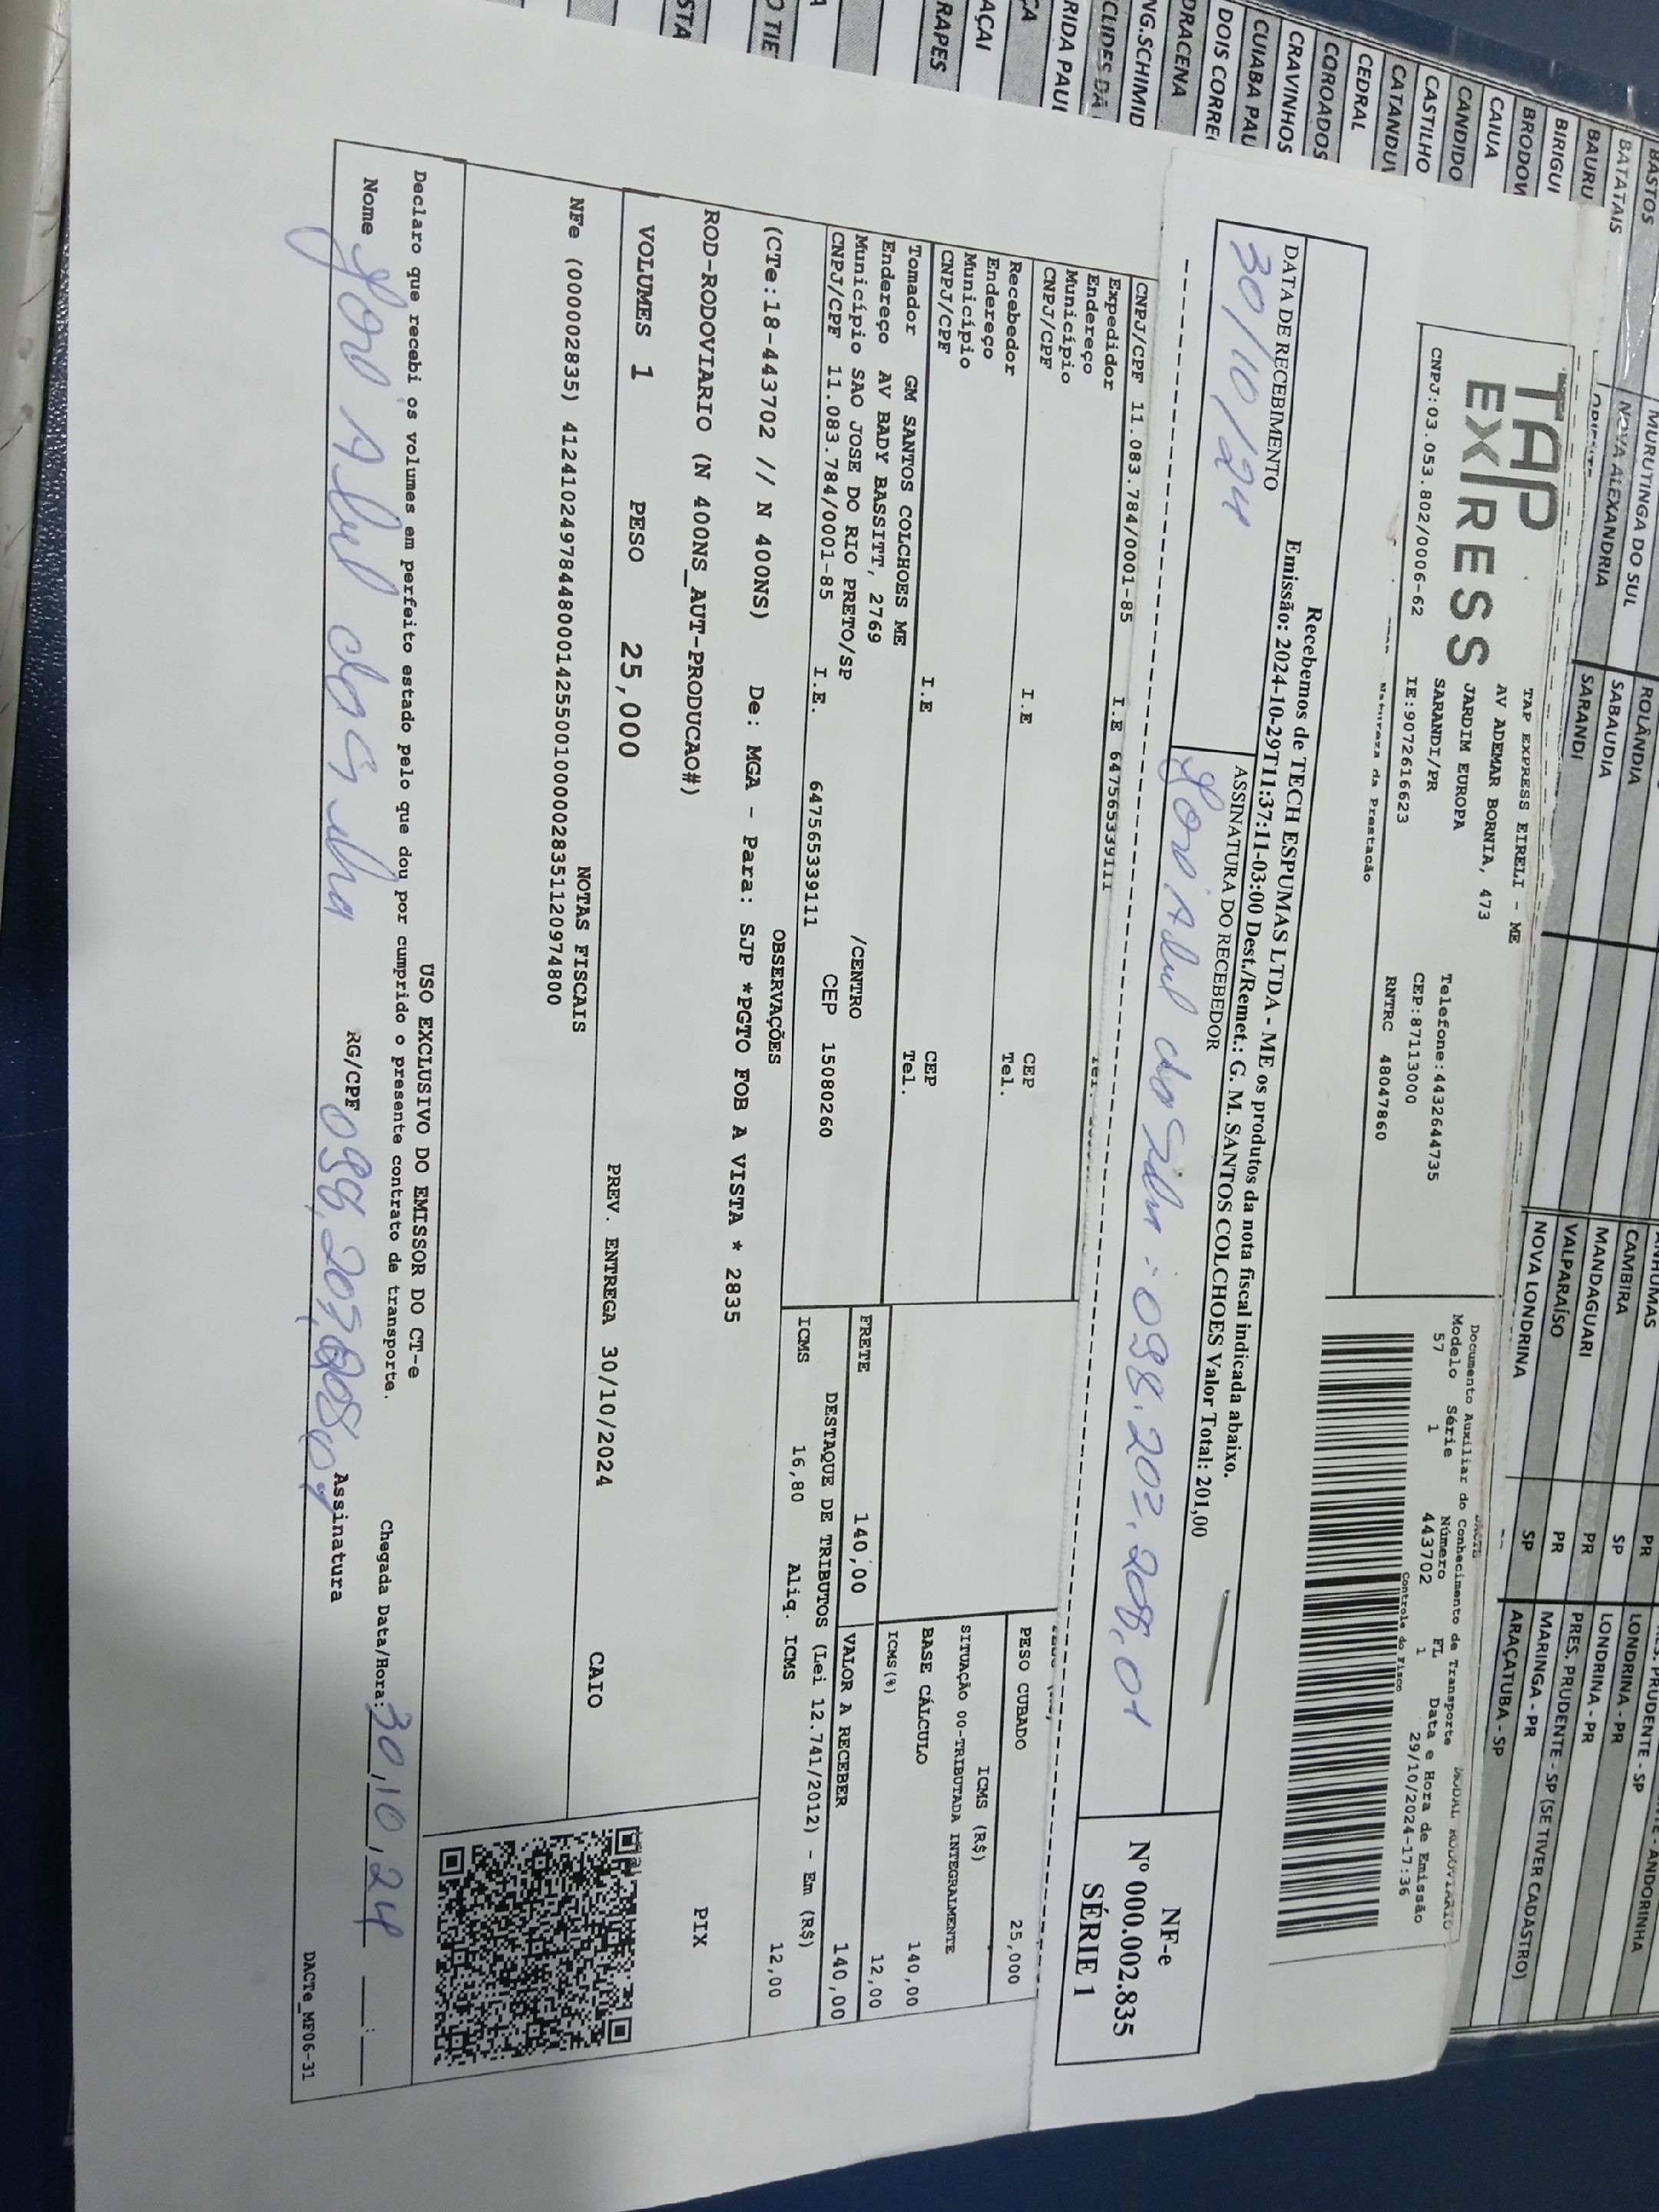 BASTOS
BATATAIS
BAURU
BIRIGUI
BRODOW
CAIUA
CANDIDO
CASTILHO
CATANDUV
CEDRAL
COROADOS
CRAVINHOS
CUIABA PAU
DOIS CORRE
DRACENA
CLIDES DA
RIDA PAUL
AÇAI
RAPES
O TIE
STA
MURUTINGA DO SUL
NOVA ALEXANDRIA
ROLÂNDIA
SABAUDIA
SARANDI
CAMBIRA
MANDAGUARI
VALPARAÍSO
NOVA LONDRINA
PR
SP
PR
PR
SP
LONDRINA - PR
LONDRINA - PR
PRES. PRUDENTE - SP (SE TIVER CADASTRO)
MARINGA - PR
ARAÇATUBA - SP
TAP EXPRESS
TAP EXPRESS EIRELI - ME
AV ADEMAR BORNIA, 473
JARDIM EUROPA
SARANDI/PR
CNPJ:03.053.802/0006-62 IE:9072616623
Telefone:4432644735
CEP:87113000
RNTRC 48047860
Natureza da Prestação
Documento Auxiliar do Conhecimento de Transporte
MODAL RODOVIARIO
Modelo Série Número FL Data e Hora de Emissão
57 1 443702 1 29/10/2024-17:36
Controle do Fisco
Recebemos de TECH ESPUMAS LTDA - ME os produtos da nota fiscal indicada abaixo.
Emissão: 2024-10-29T11:37:11-03:00 Dest./Remet.: G. M. SANTOS COLCHOES Valor Total: 201,00
DATA DE RECEBIMENTO
ASSINATURA DO RECEBEDOR
30/10/24
NF-e
Nº 000.002.835
SÉRIE 1
CNPJ/CPF 11.083.784/0001-85 I.E 647565339111
Expedidor
Endereço
Município
CNPJ/CPF I.E CEP
Tel.
Recebedor
Endereço
Município
CNPJ/CPF I.E CEP
Tel.
Tomador GM SANTOS COLCHOES ME
Endereço AV BADY BASSITT, 2769 /CENTRO
Município SAO JOSE DO RIO PRETO/SP CEP 15080260
CNPJ/CPF 11.083.784/0001-85 I.E. 647565339111
PESO CUBADO 25,000
ICMS (R$)
SITUAÇÃO 00-TRIBUTADA INTEGRALMENTE
BASE CÁLCULO 140,00
ICMS(%) 12,00
FRETE 140,00 VALOR A RECEBER 140,00
DESTAQUE DE TRIBUTOS (Lei 12.741/2012) - Em (R$)
ICMS 16,80 Aliq. ICMS 12,00
OBSERVAÇÕES
(CTe:18-443702 // N 400NS) De: MGA - Para: SJP *PGTO FOB A VISTA * 2835
ROD-RODOVIARIO (N 400NS_AUT-PRODUCAO#)
PIX
VOLUMES 1 PESO 25,000 PREV. ENTREGA 30/10/2024 CAIO
NOTAS FISCAIS
NFe (000002835) 41241024978448000142550010000028351120974800
USO EXCLUSIVO DO EMISSOR DO CT-e
Declaro que recebi os volumes em perfeito estado pelo que dou por cumprido o presente contrato de transporte.
Chegada Data/Hora: 30/10/24
Nome RG/CPF Assinatura
DACTe_MF06-31